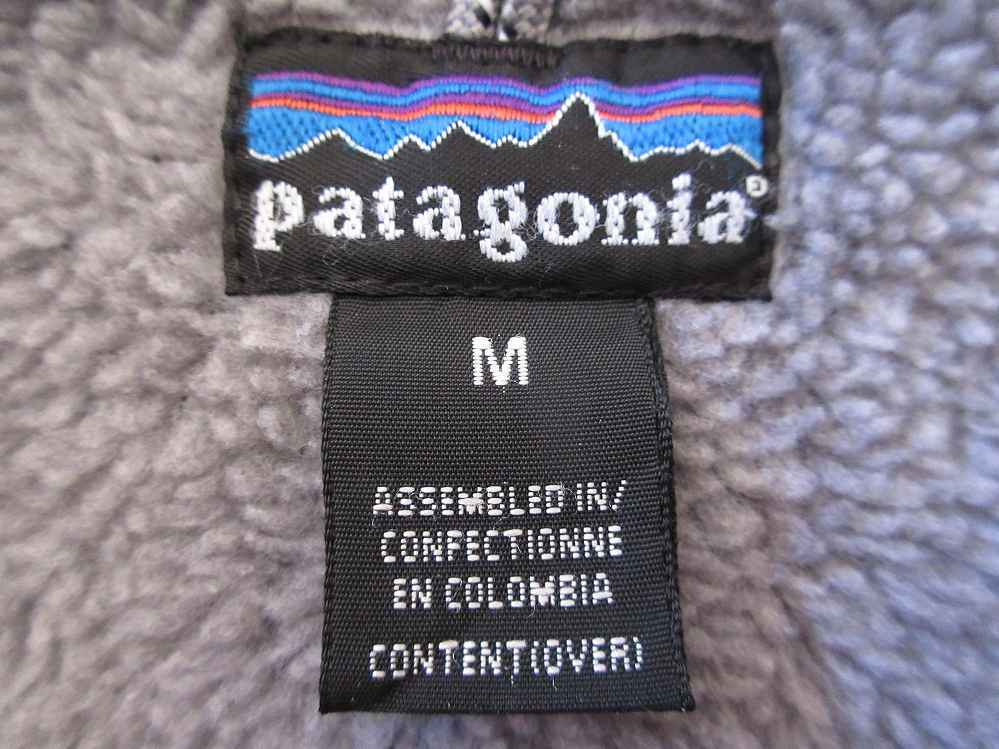 patagonia®
M
ASSEMBLED IN/
CONFECTIONNE
EN COLOMBIA
CONTENT(OVER)